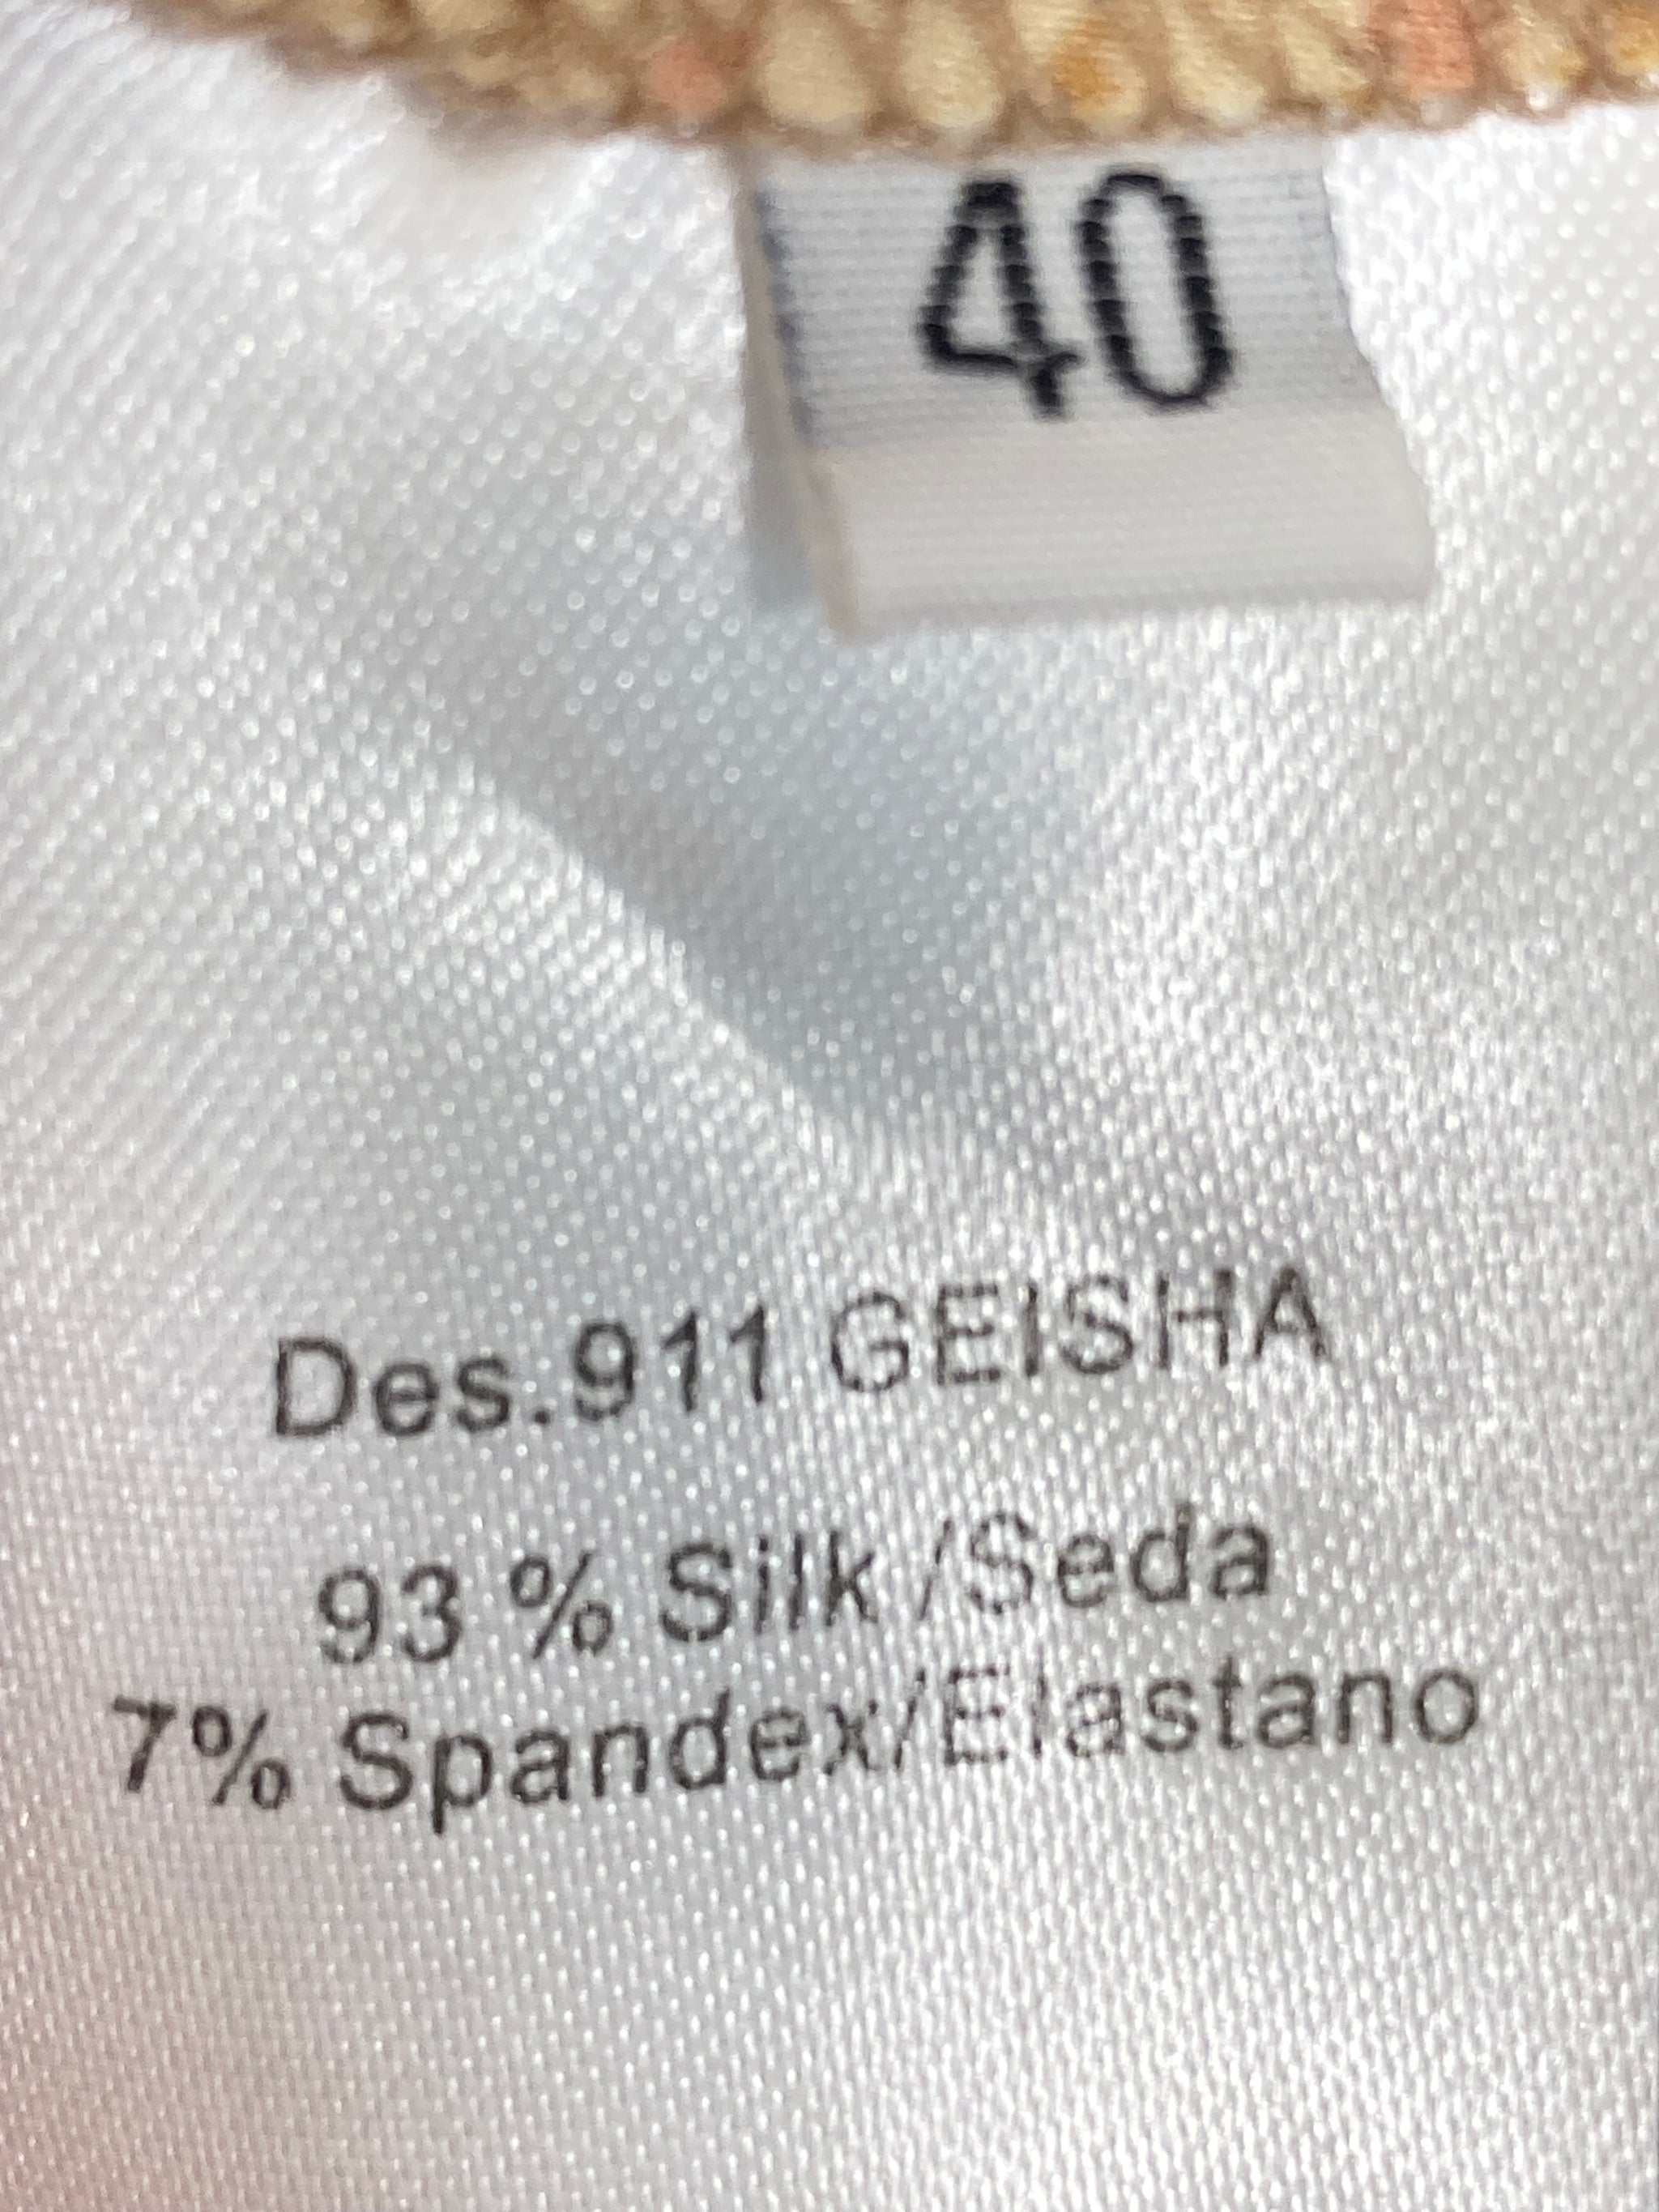 40
Des.911 GEISHA
93 % Silk /Seda
7% Spandex/Elastano